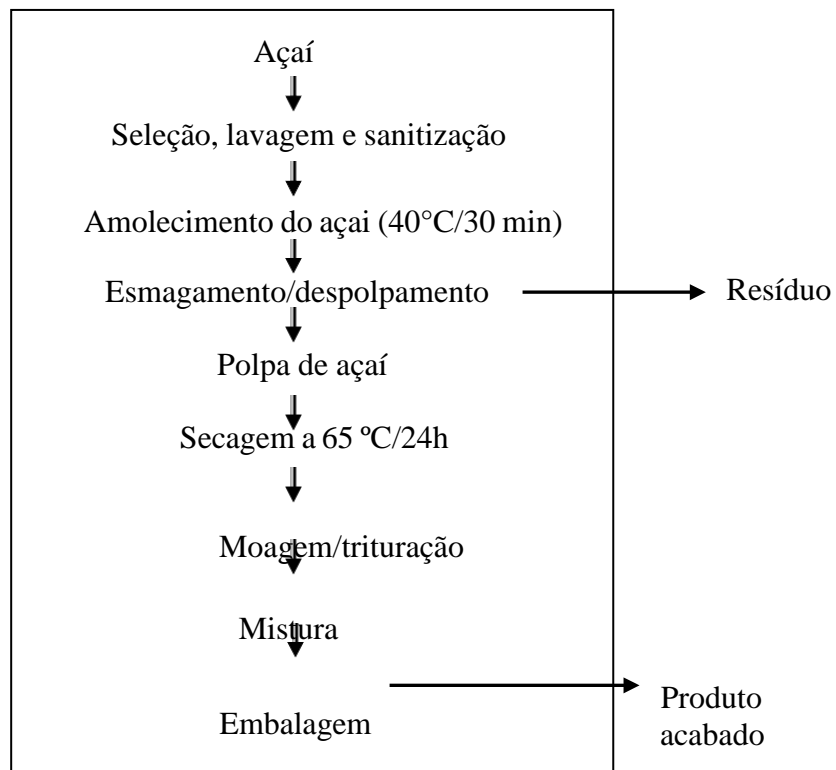 Açaí
Seleção, lavagem e sanitização
Amolecimento do açai (40°C/30 min)
Esmagamento/despolpamento
Resíduo
Polpa de açaí
Secagem a 65 ºC/24h
Moagem/trituração
Mistura
Embalagem
Produto
acabado